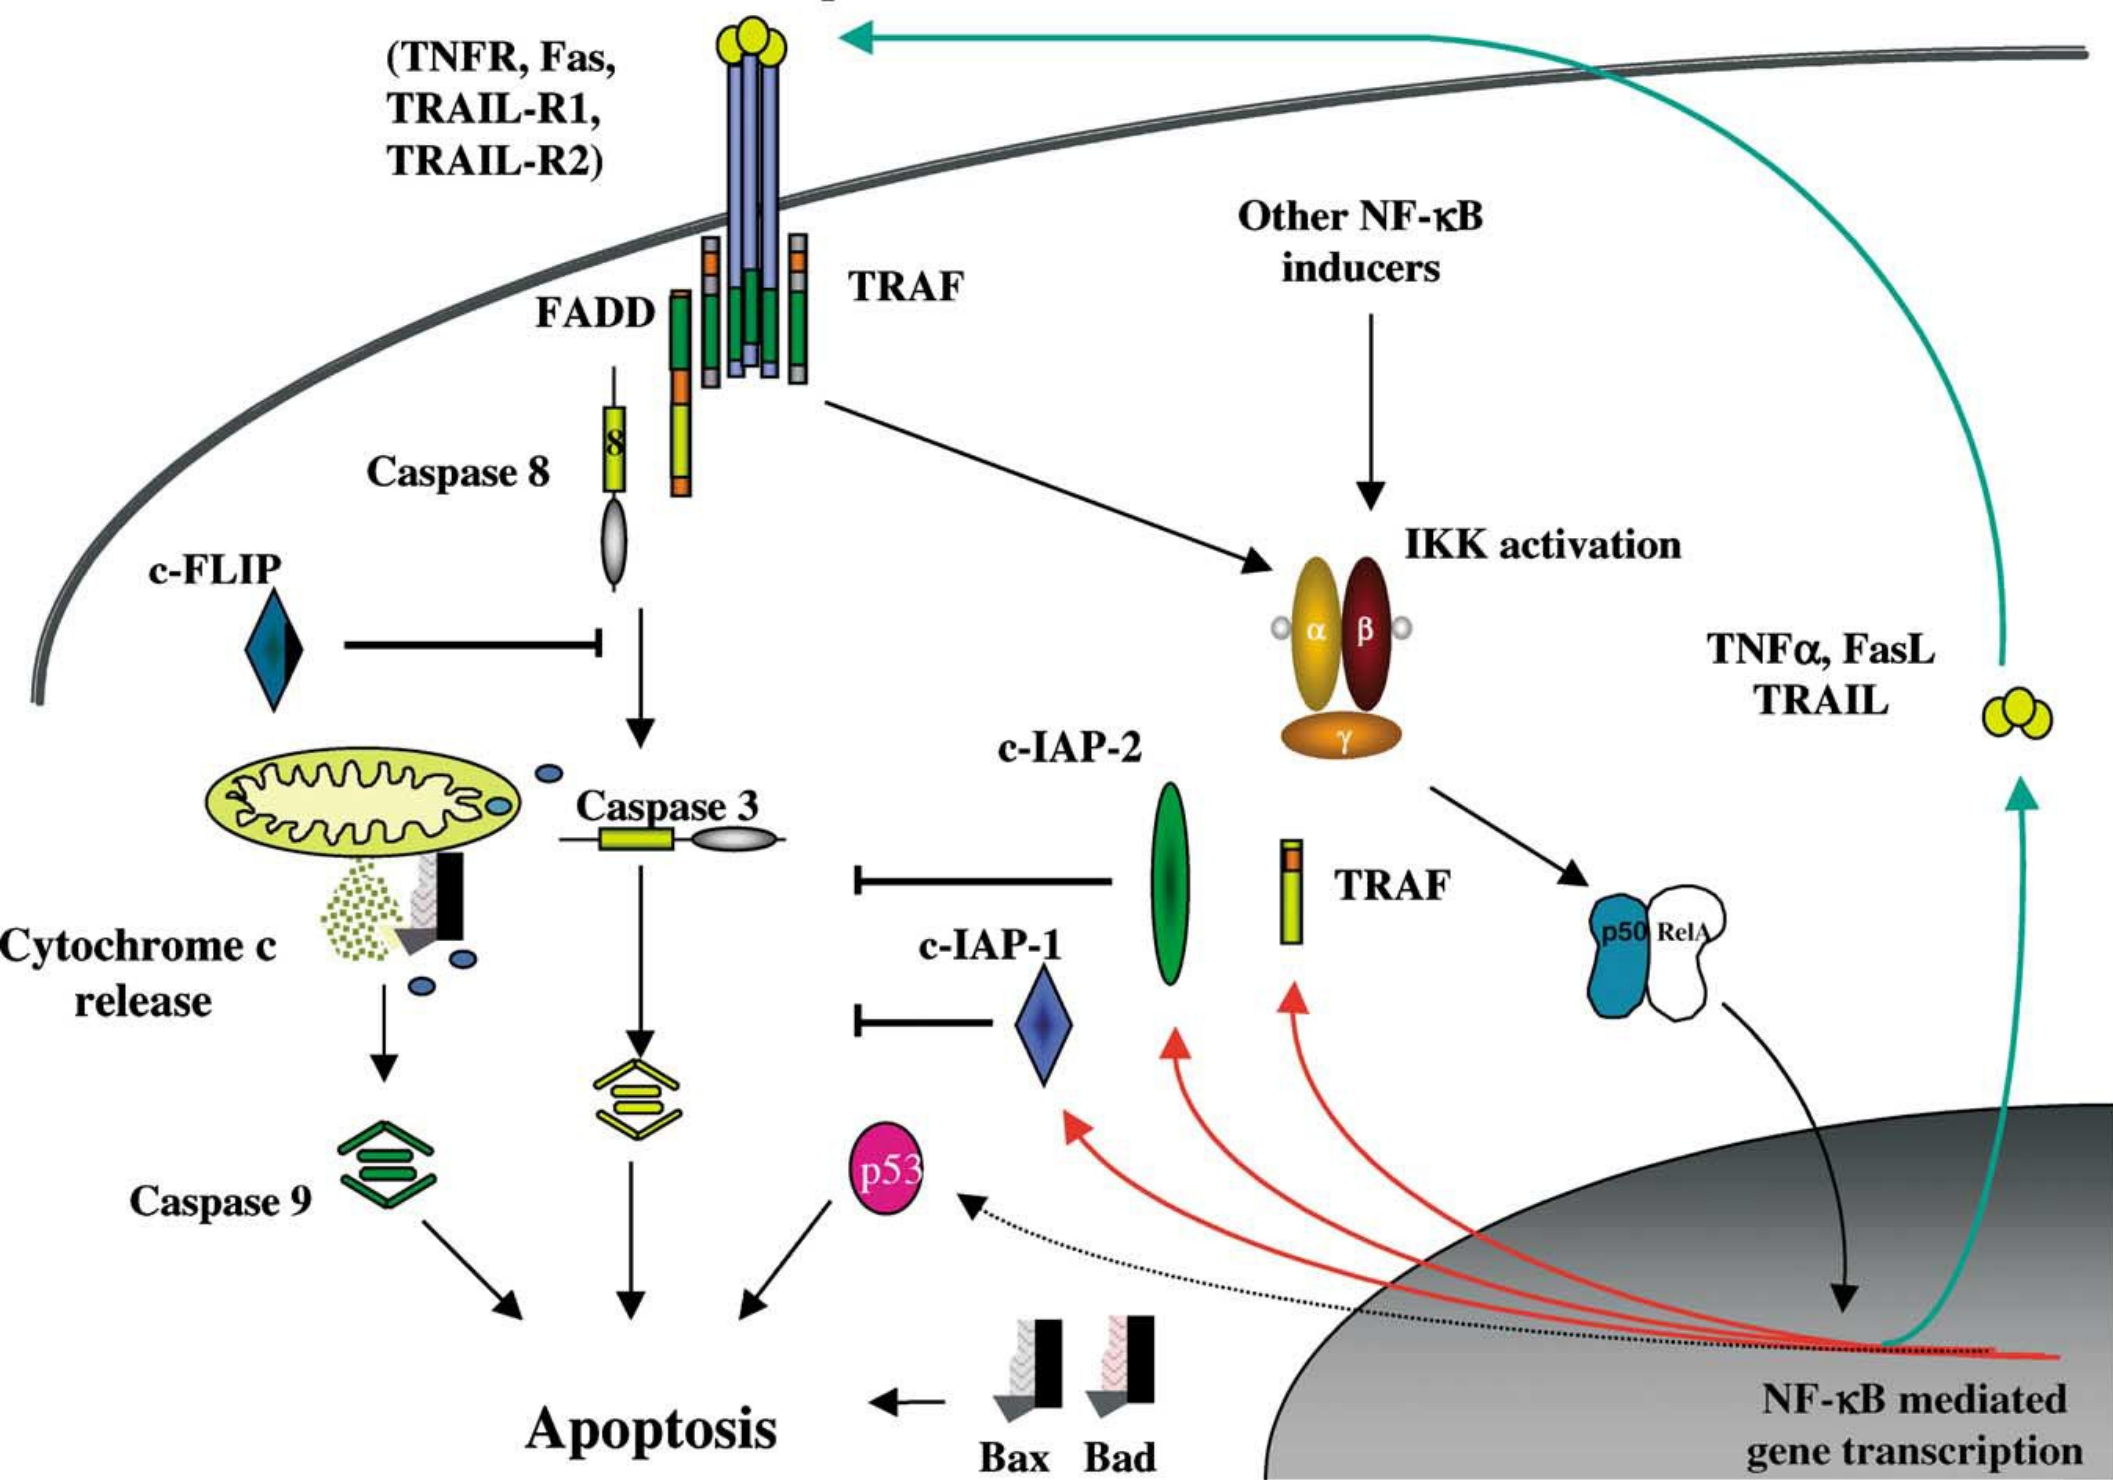 (TNFR, Fas,
TRAIL-R1,
TRAIL-R2)
Other NF-κB
inducers
TRAF
FADD
8
Caspase 8
IKK activation
c-FLIP
α
β
γ
TNFα, FasL
TRAIL
c-IAP-2
Caspase 3
TRAF
p50
RelA
c-IAP-1
Cytochrome c
release
p53
Caspase 9
NF-κB mediated
gene transcription
Apoptosis
Bax
Bad